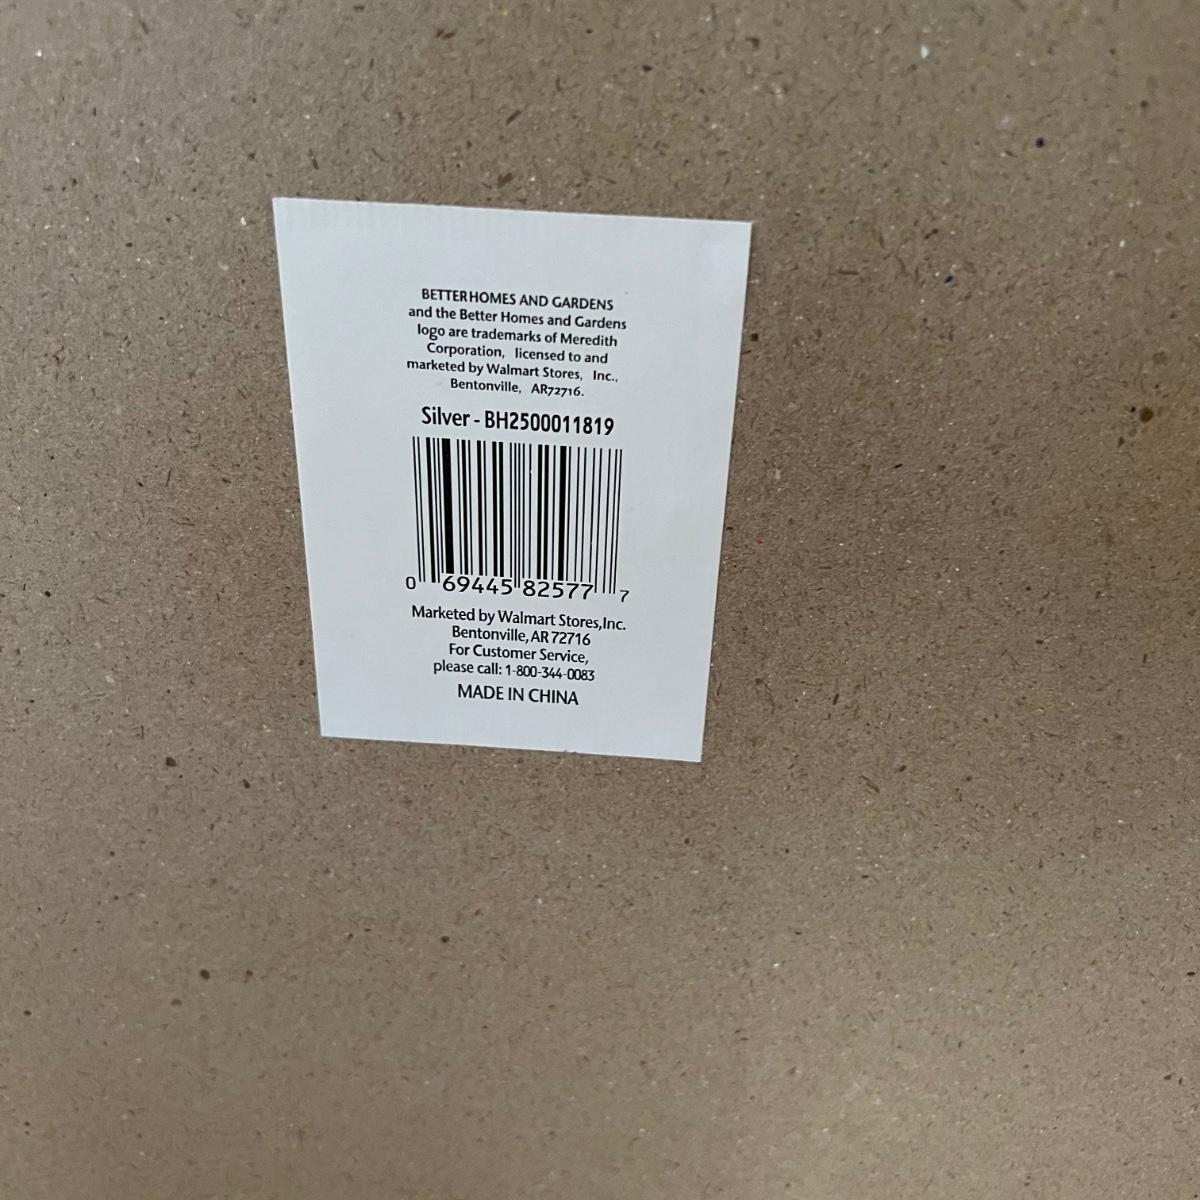 BETTER HOMES AND GARDENS
and the Better Homes and Gardens
logo are trademarks of Meredith
Corporation, licensed to and
marketed by Walmart Stores, Inc.,
Bentonville, AR72716.
Silver - BH2500011819
0 69445 82577 7
Marketed by Walmart Stores,Inc.
Bentonville,AR 72716
For Customer Service,
please call: 1-800-344-0083
MADE IN CHINA